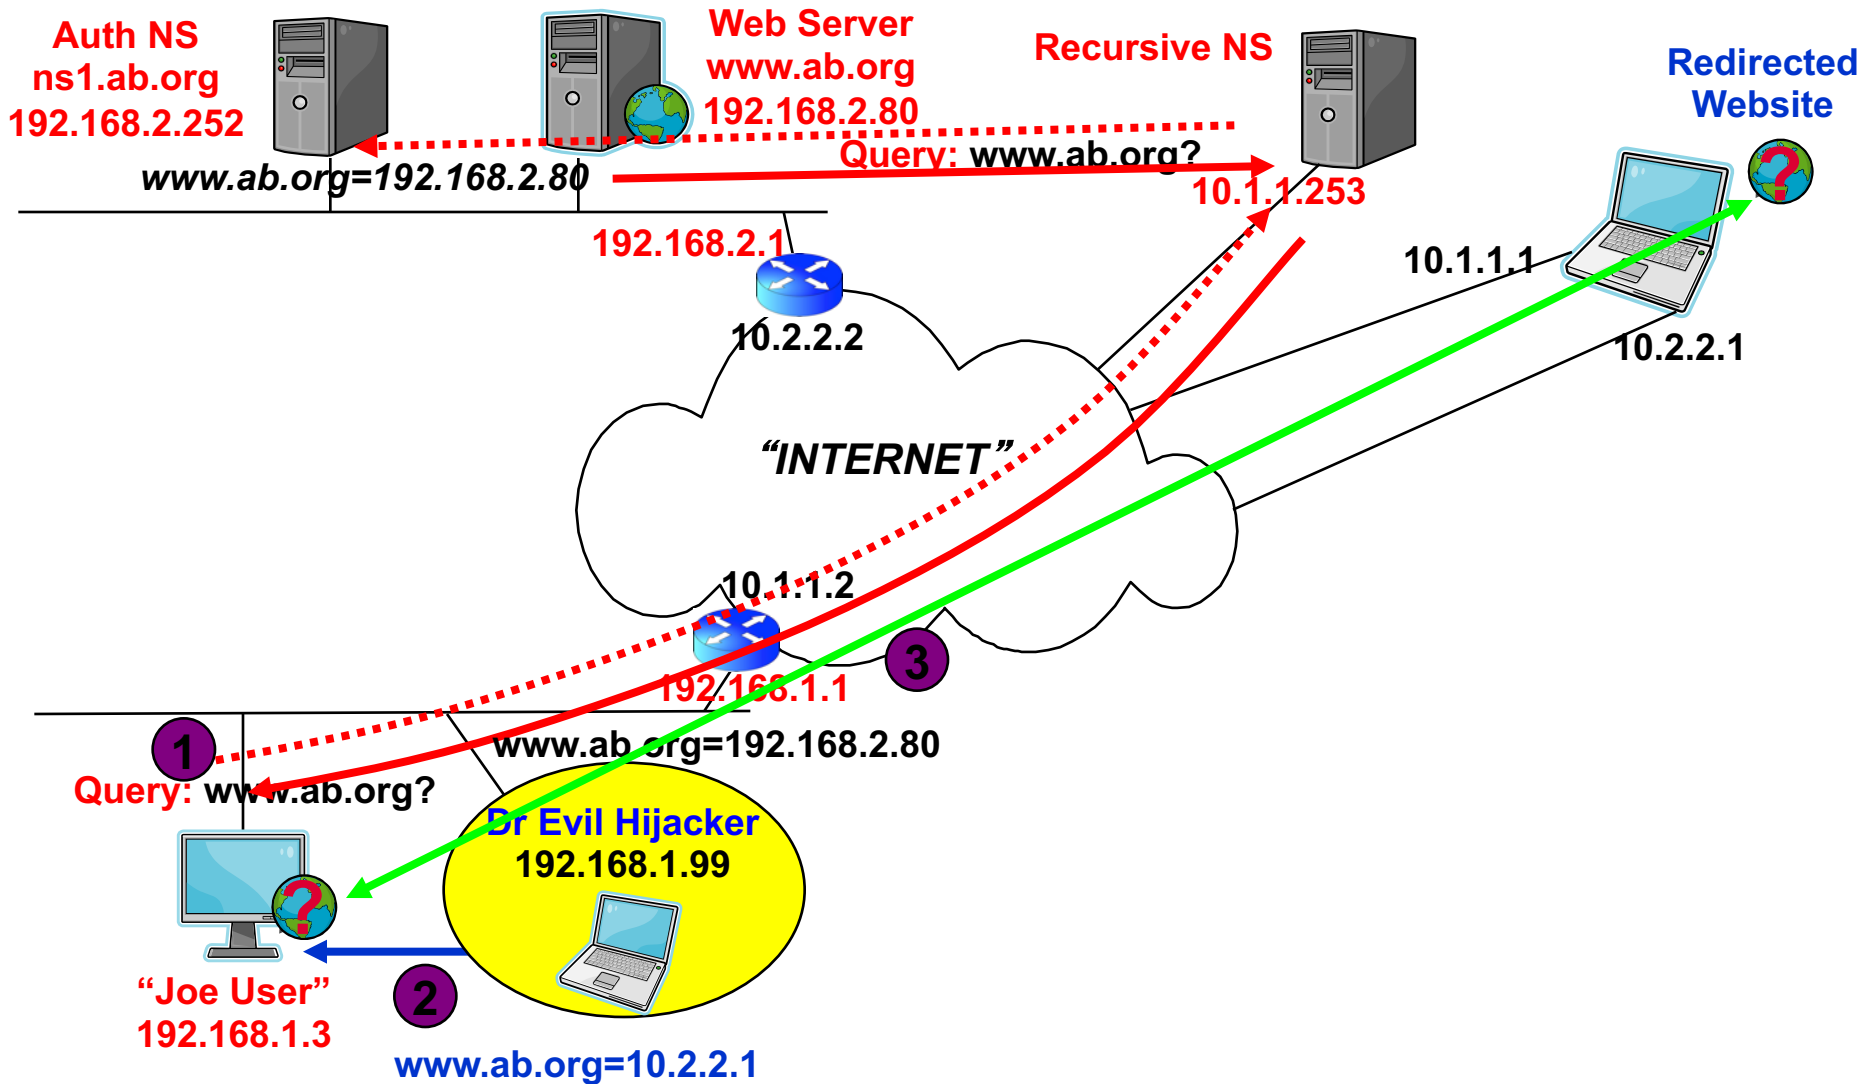 Auth NS
ns1.ab.org
192.168.2.252
Web Server
www.ab.org
192.168.2.80
Recursive NS
Redirected
Website
?
Query: www.ab.org?
www.ab.org=192.168.2.80
10.1.1.253
192.168.2.1
10.1.1.1
10.2.2.2
10.2.2.1
“INTERNET”
10.1.1.2
3
192.168.1.1
1
www.ab.org=192.168.2.80
Query: www.ab.org?
Dr Evil Hijacker
192.168.1.99
?
“Joe User”
192.168.1.3
2
www.ab.org=10.2.2.1